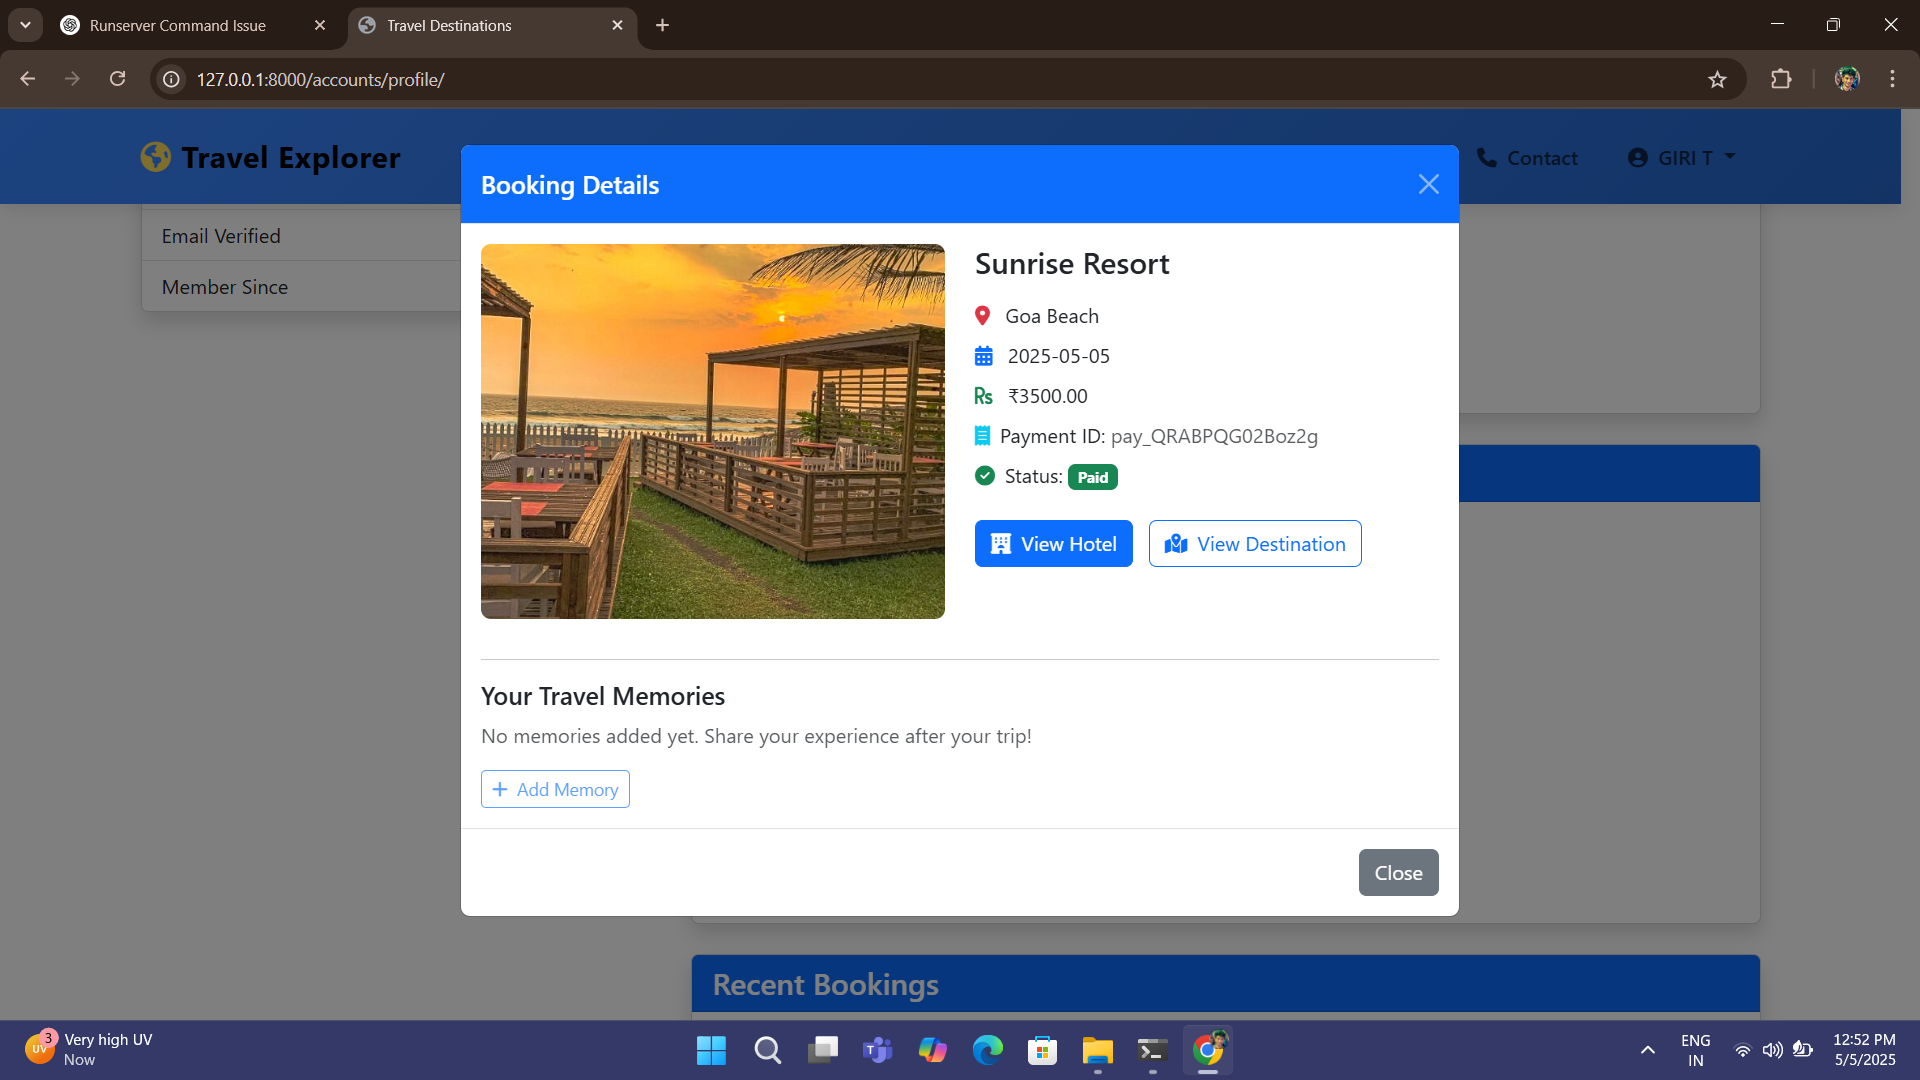 Runserver Command Issue
Travel Destinations
127.0.0.1:8000/accounts/profile/
Travel Explorer
Contact
GIRI T
Email Verified
Member Since
Booking Details
Sunrise Resort
Goa Beach
2025-05-05
Rs ₹3500.00
Payment ID: pay_QRABPQG02Boz2g
Status: Paid
View Hotel
View Destination
Your Travel Memories
No memories added yet. Share your experience after your trip!
+ Add Memory
Close
Recent Bookings
UV
3
Very high UV
Now
ENG
IN
12:52 PM
5/5/2025